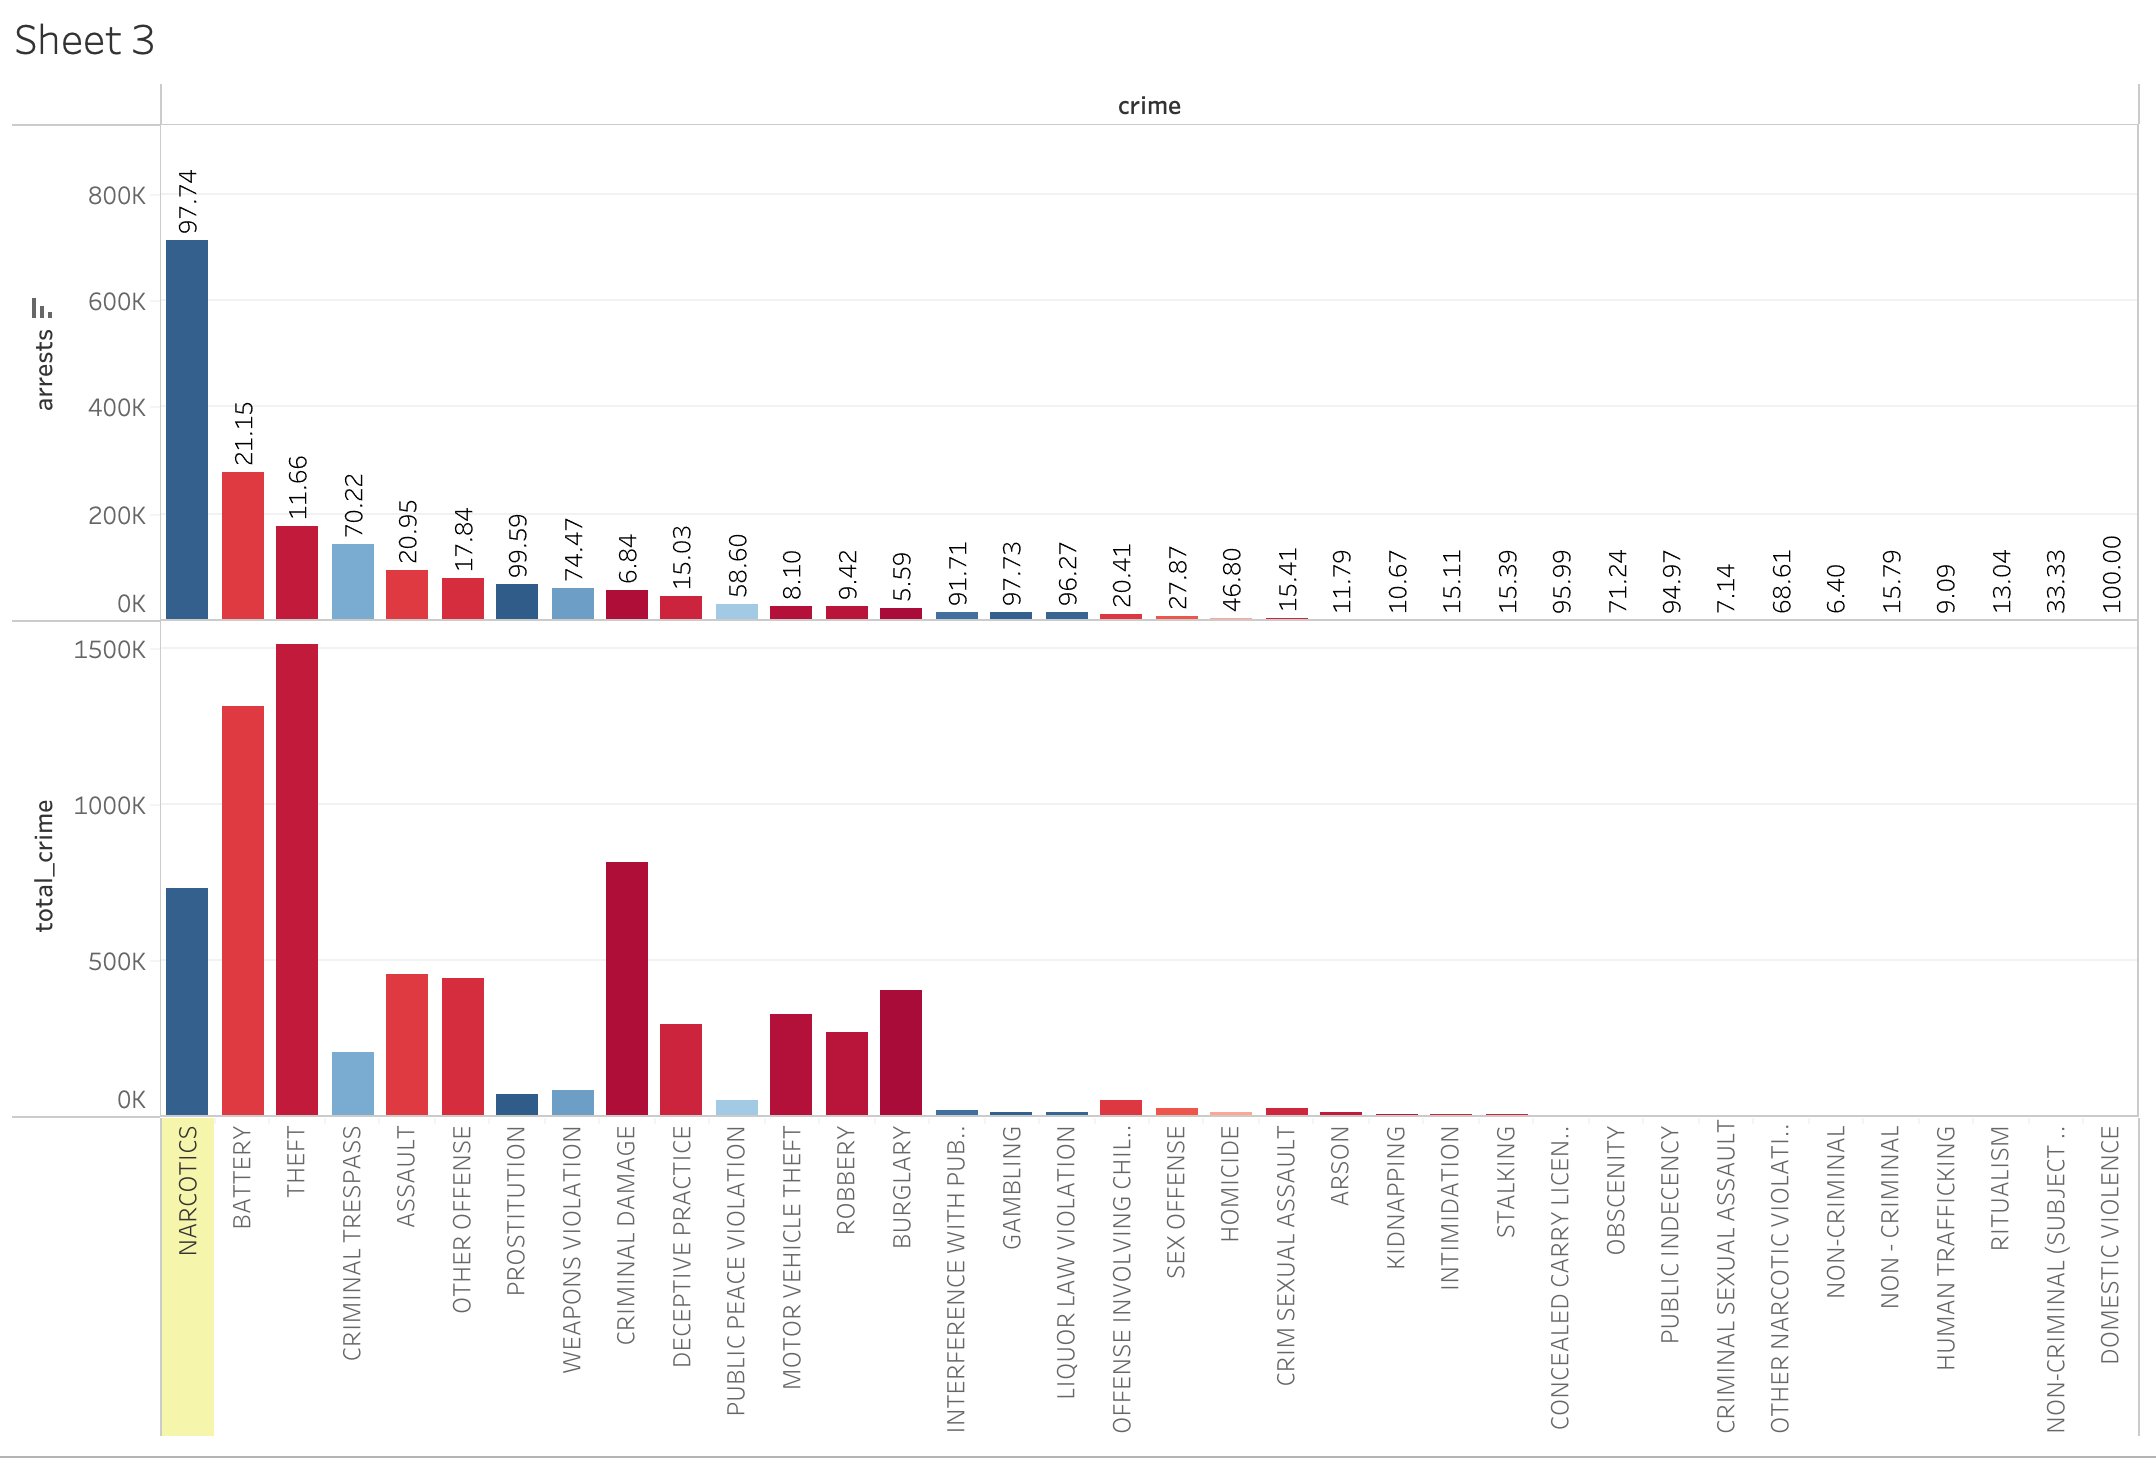 Sheet 3
crime
arrests
800K
600K
400K
200K
0K
97.74
21.15
11.66
70.22
20.95
17.84
99.59
74.47
6.84
15.03
58.60
8.10
9.42
5.59
91.71
97.73
96.27
20.41
27.87
46.80
15.41
11.79
10.67
15.11
15.39
95.99
71.24
94.97
7.14
68.61
6.40
15.79
9.09
13.04
33.33
100.00
total_crime
1500K
1000K
500K
0K
NARCOTICS
BATTERY
THEFT
CRIMINAL TRESPASS
ASSAULT
OTHER OFFENSE
PROSTITUTION
WEAPONS VIOLATION
CRIMINAL DAMAGE
DECEPTIVE PRACTICE
PUBLIC PEACE VIOLATION
MOTOR VEHICLE THEFT
ROBBERY
BURGLARY
INTERFERENCE WITH PUB..
GAMBLING
LIQUOR LAW VIOLATION
OFFENSE INVOLVING CHIL..
SEX OFFENSE
HOMICIDE
CRIM SEXUAL ASSAULT
ARSON
KIDNAPPING
INTIMIDATION
STALKING
CONCEALED CARRY LICEN..
OBSCENITY
PUBLIC INDECENCY
CRIMINAL SEXUAL ASSAULT
OTHER NARCOTIC VIOLATI..
NON-CRIMINAL
NON - CRIMINAL
HUMAN TRAFFICKING
RITUALISM
NON-CRIMINAL (SUBJECT ..
DOMESTIC VIOLENCE